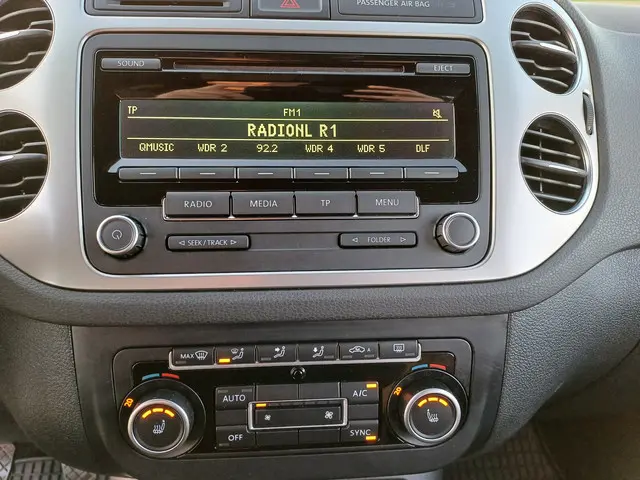 PASSENGER AIR BAG
SOUND
EJECT
TP FM1
RADIONL R1
QMUSIC WDR 2 92.2 WDR 4 WDR 5 DLF
RADIO MEDIA TP MENU
SEEK / TRACK FOLDER
MAX
AUTO A/C
OFF SYNC